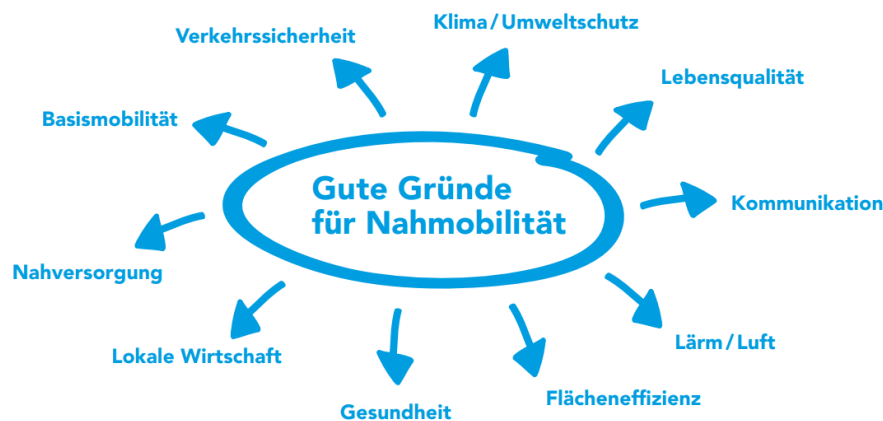 Klima / Umweltschutz
Verkehrssicherheit
Lebensqualität
Basismobilität
Gute Gründe
für Nahmobilität
Kommunikation
Nahversorgung
Lärm / Luft
Lokale Wirtschaft
Flächeneffizienz
Gesundheit